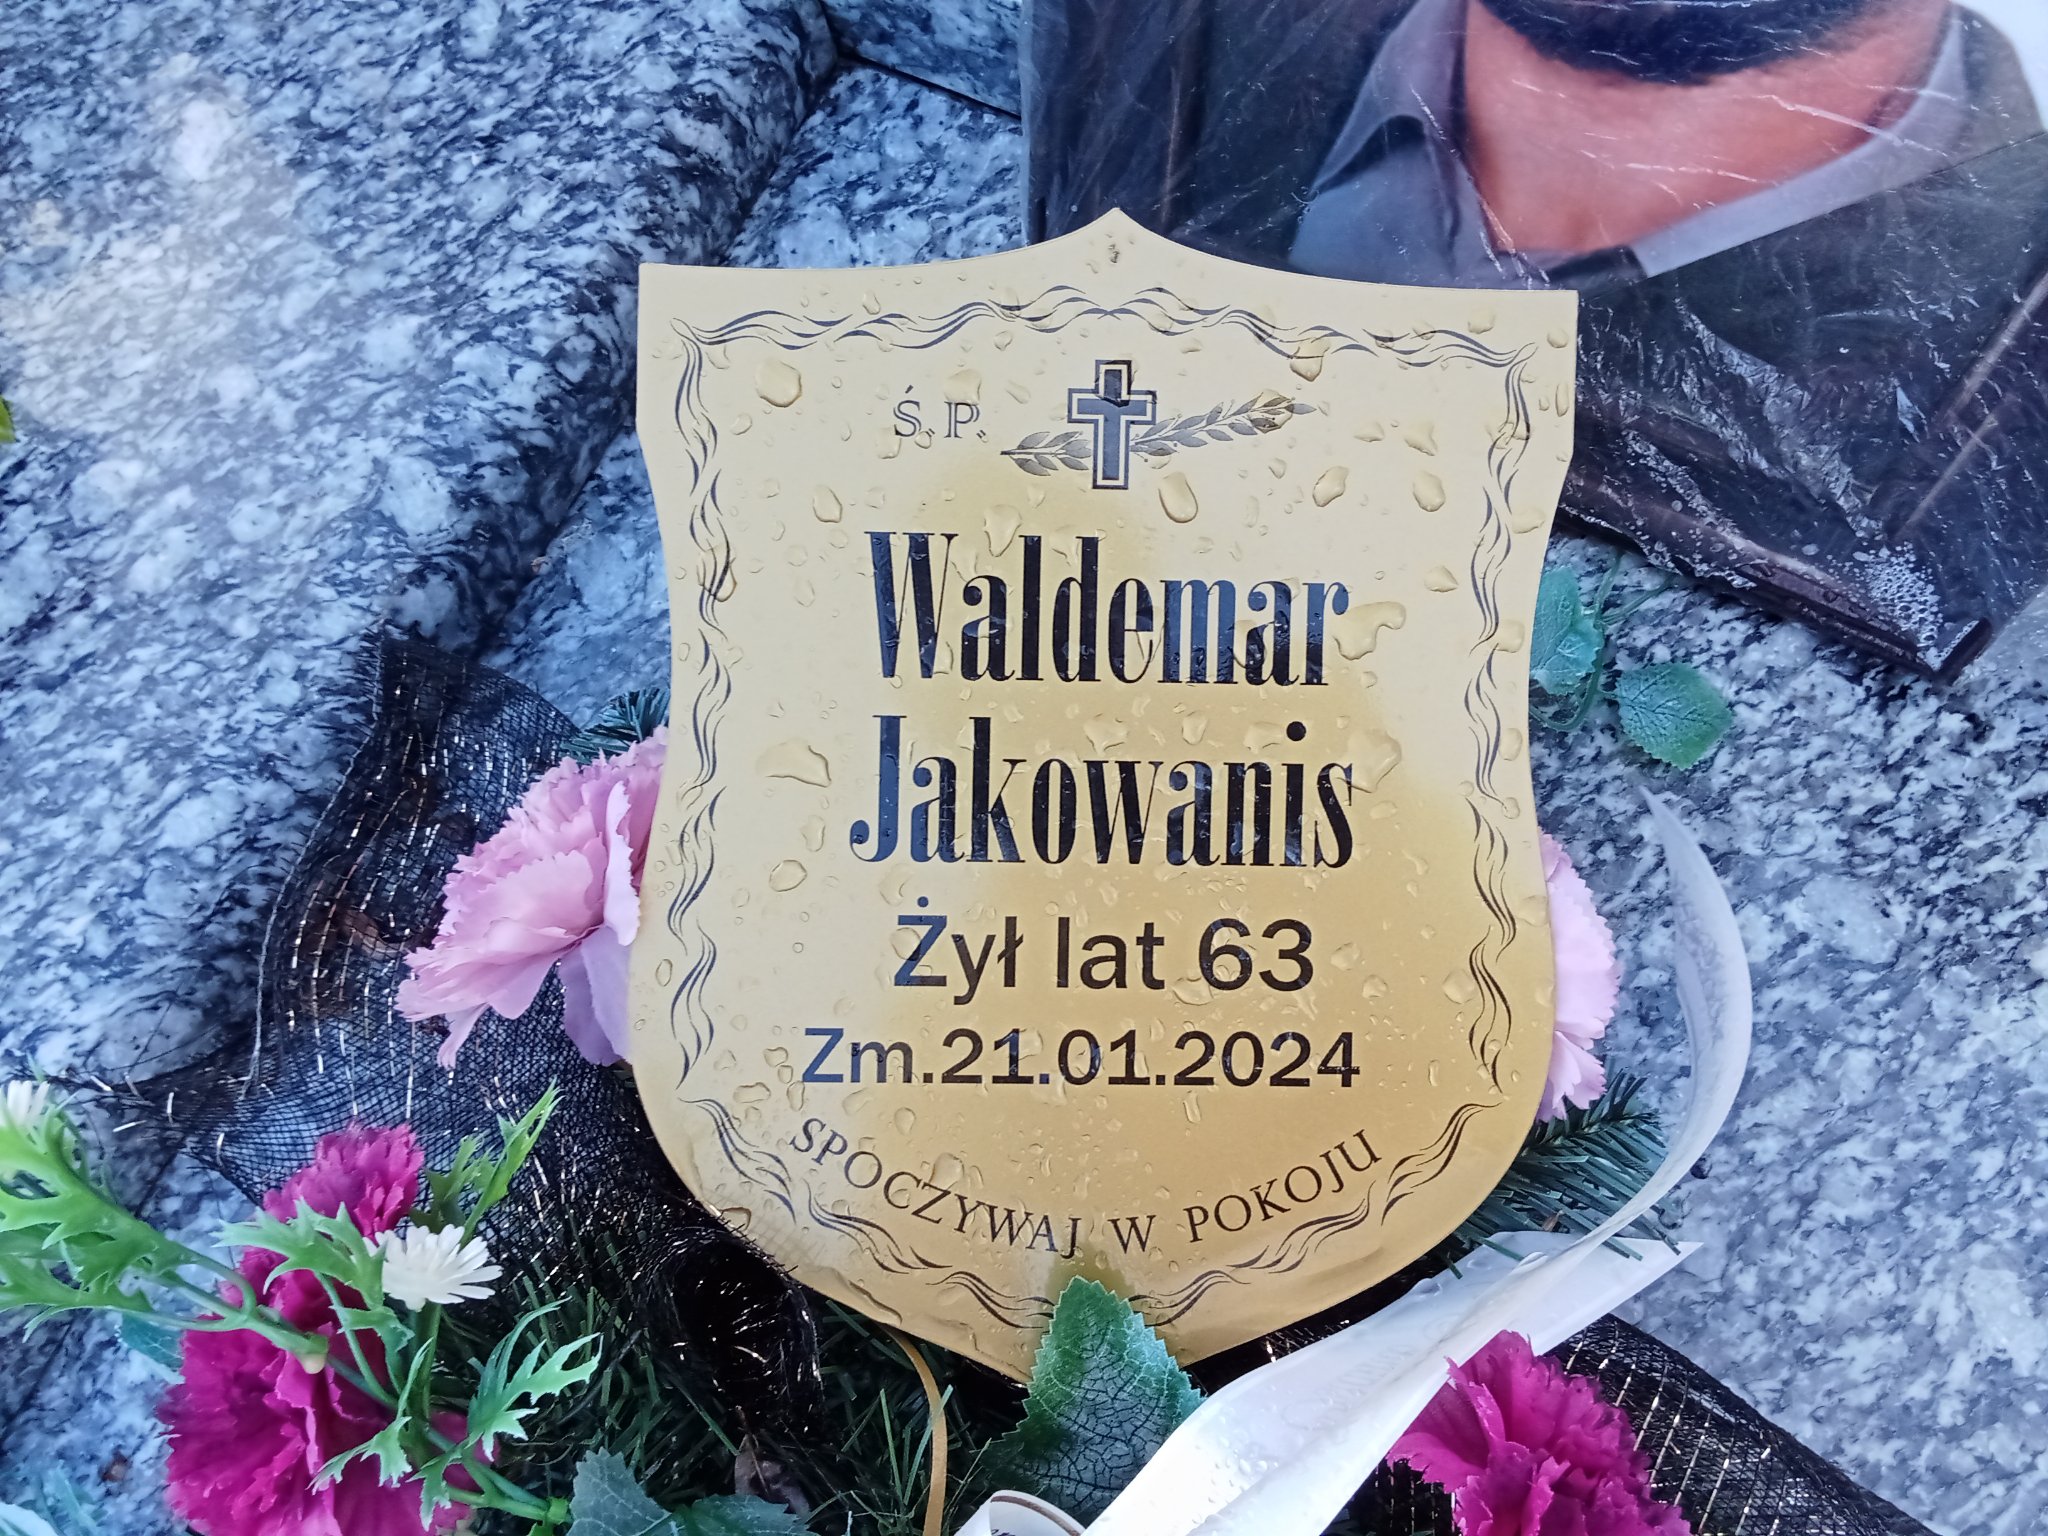 Ś. P.
Waldemar
Jakowanis
Żył lat 63
Zm.21.01.2024
SPOCZYWAJ W POKOJU